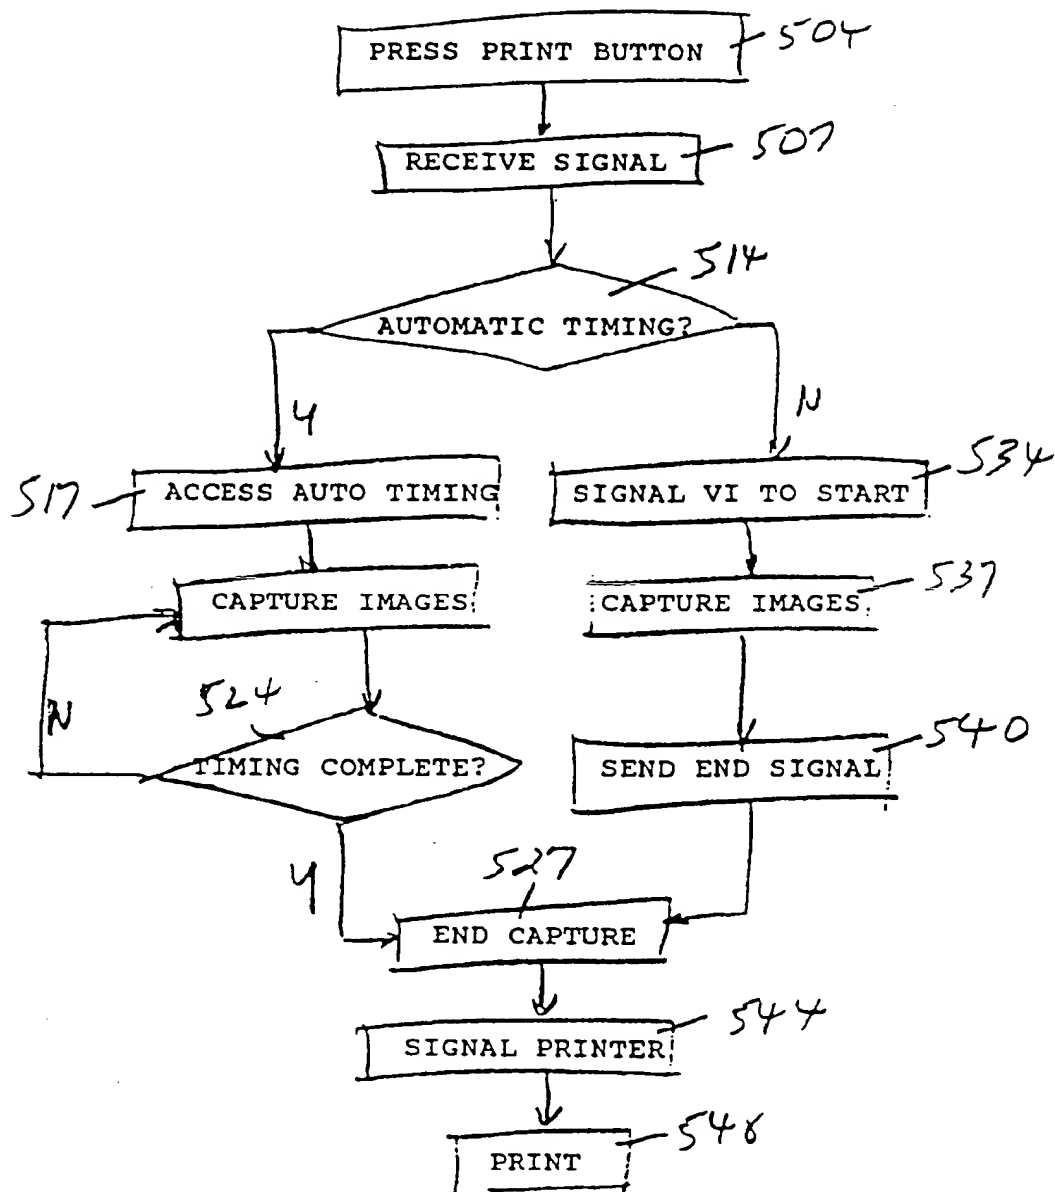 PRESS PRINT BUTTON
504
RECEIVE SIGNAL
507
514
AUTOMATIC TIMING?
Y
N
517
ACCESS AUTO TIMING
SIGNAL VI TO START
534
CAPTURE IMAGES
CAPTURE IMAGES
537
N
524
TIMING COMPLETE?
SEND END SIGNAL
540
Y
527
END CAPTURE
SIGNAL PRINTER
544
PRINT